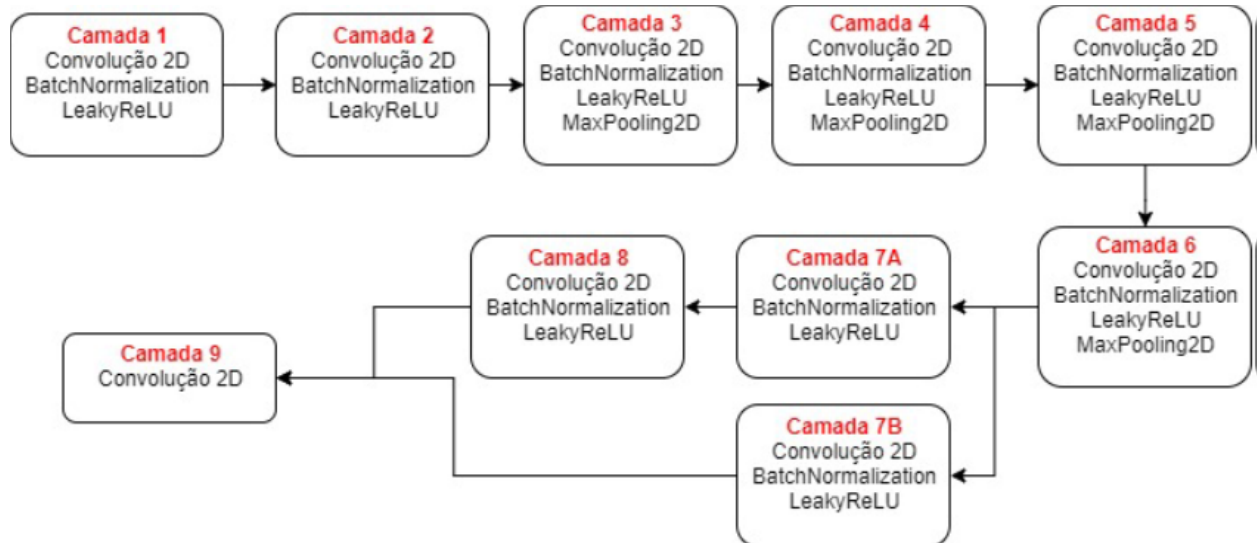 Camada 1
Convolução 2D
BatchNormalization
LeakyReLU
Camada 2
Convolução 2D
BatchNormalization
LeakyReLU
Camada 3
Convolução 2D
BatchNormalization
LeakyReLU
MaxPooling2D
Camada 4
Convolução 2D
BatchNormalization
LeakyReLU
MaxPooling2D
Camada 5
Convolução 2D
BatchNormalization
LeakyReLU
MaxPooling2D
Camada 6
Convolução 2D
BatchNormalization
LeakyReLU
MaxPooling2D
Camada 7A
Convolução 2D
BatchNormalization
LeakyReLU
Camada 7B
Convolução 2D
BatchNormalization
LeakyReLU
Camada 8
Convolução 2D
BatchNormalization
LeakyReLU
Camada 9
Convolução 2D